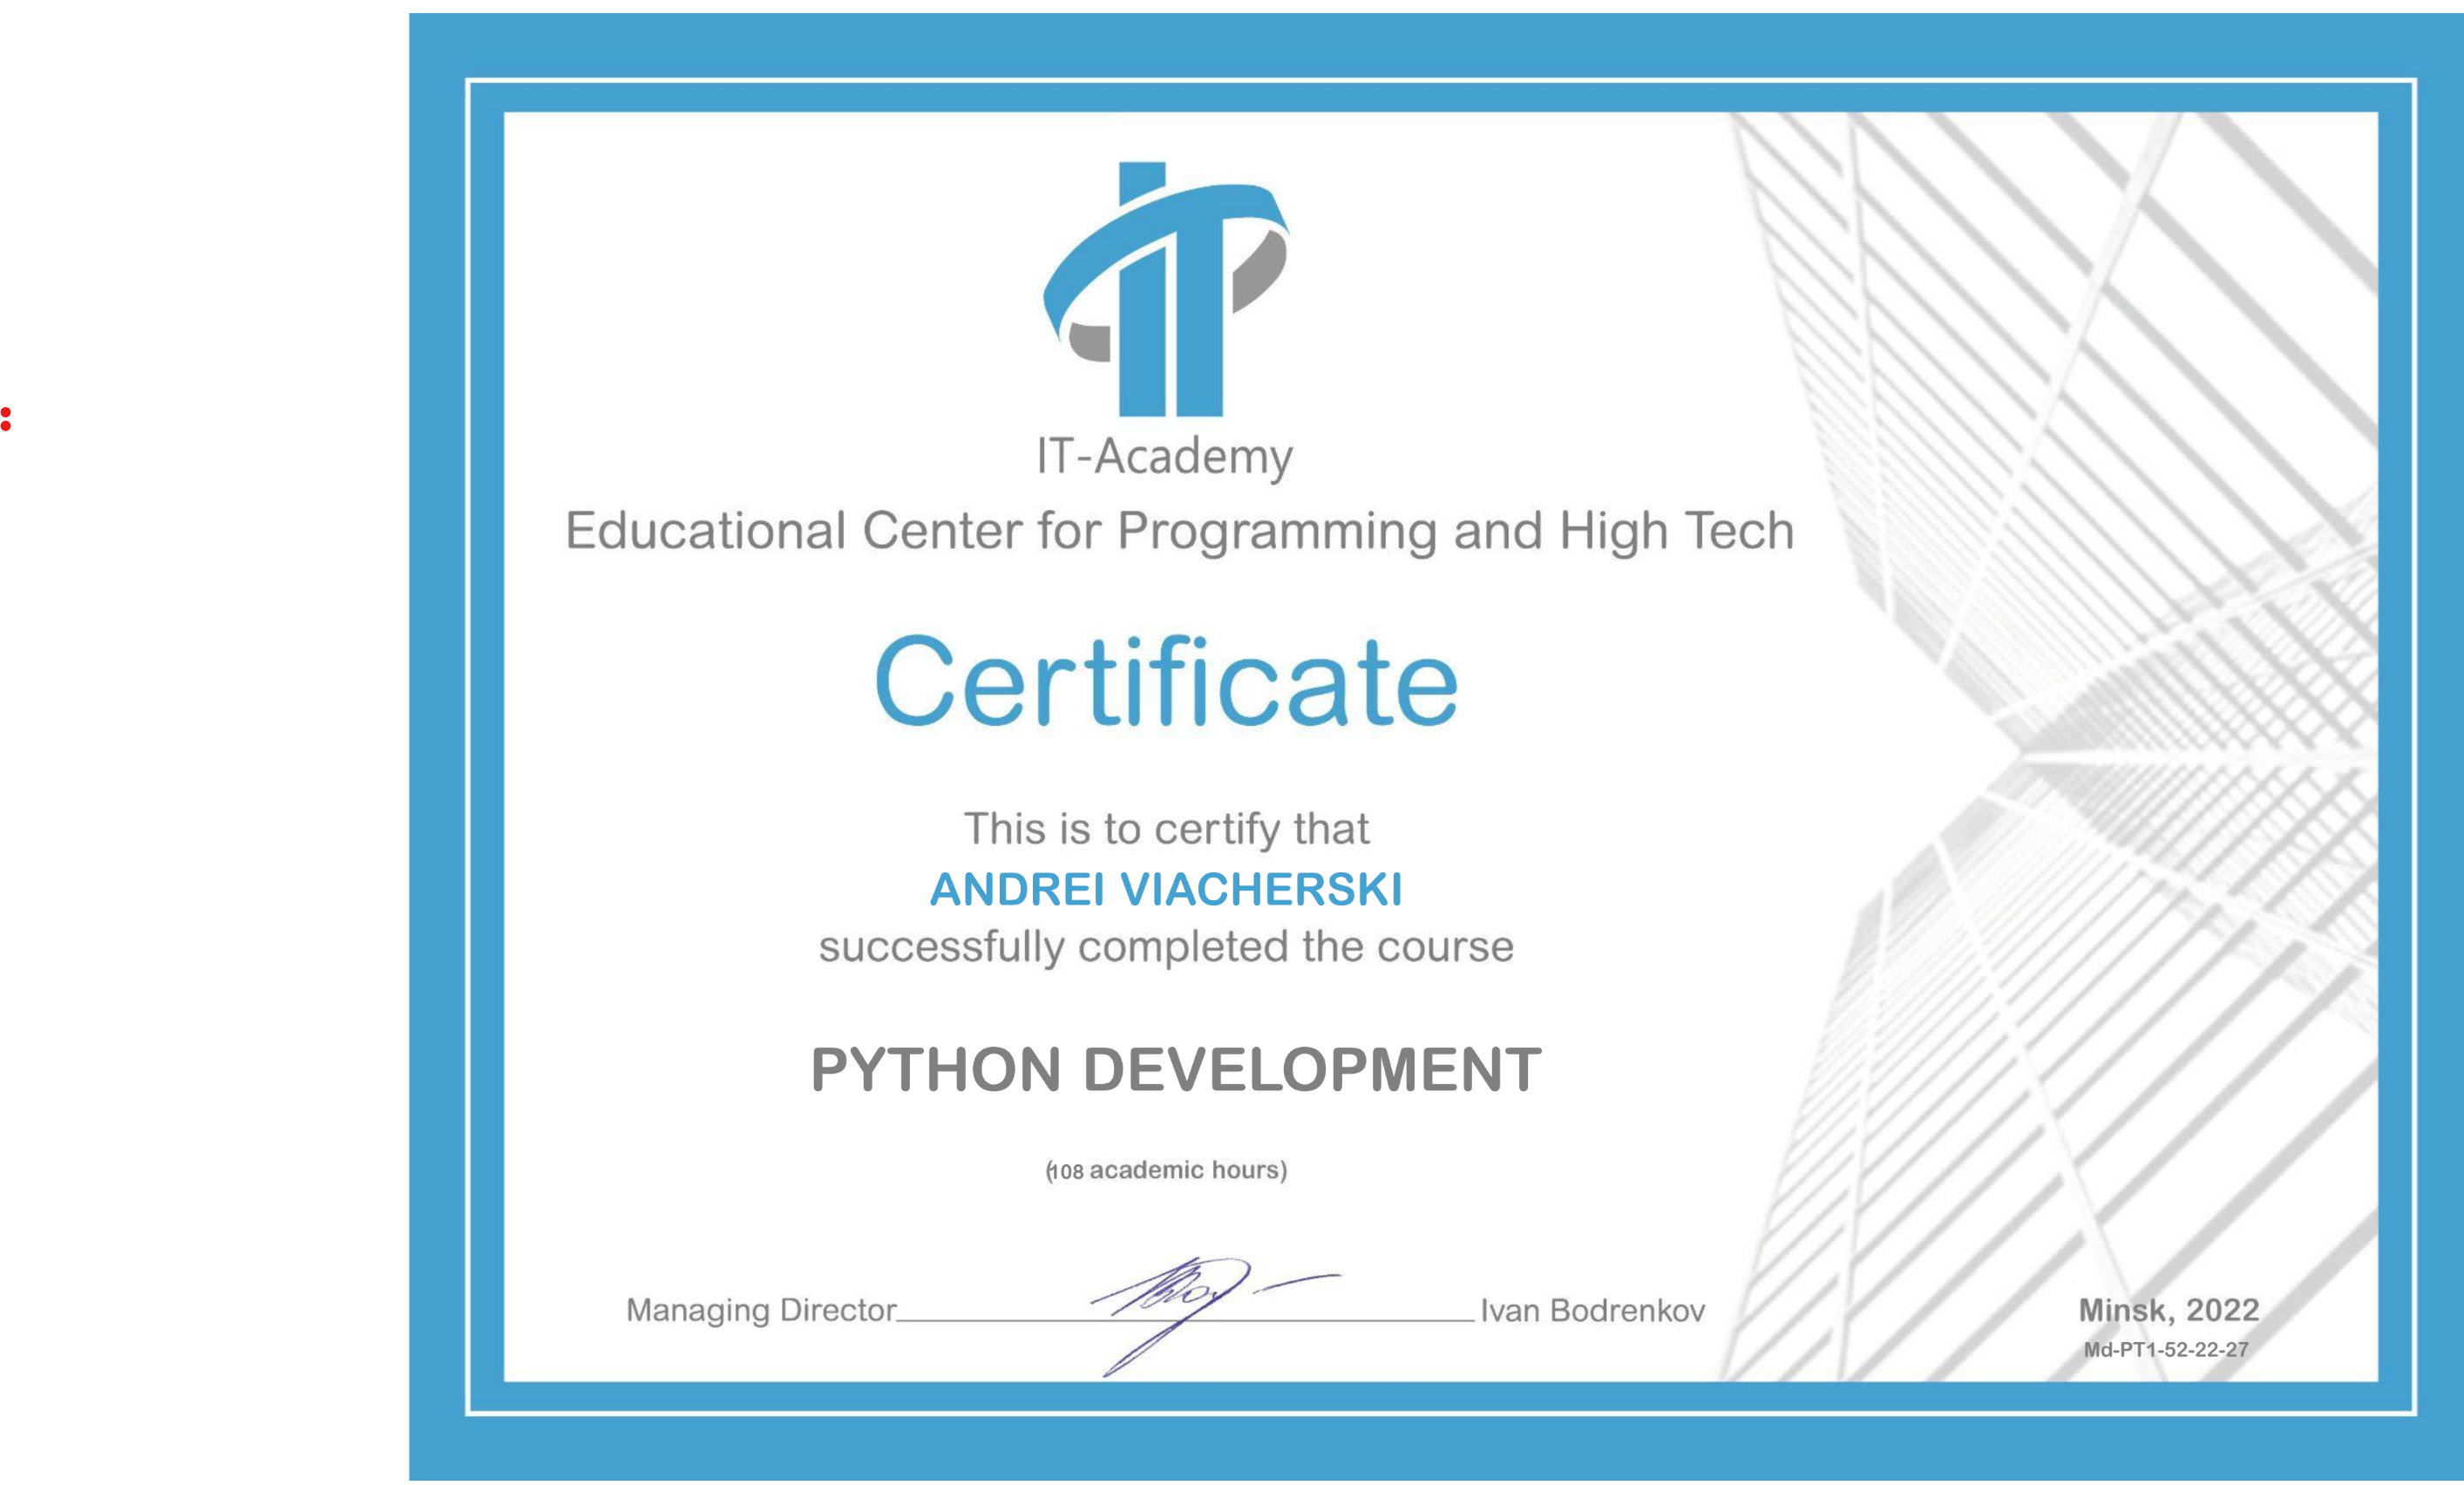 :
IT-Academy
Educational Center for Programming and High Tech
Certificate
This is to certify that
ANDREI VIACHERSKI
successfully completed the course
PYTHON DEVELOPMENT
(108 academic hours)
Managing Director Ivan Bodrenkov
Minsk, 2022
Md-PT1-52-22-27